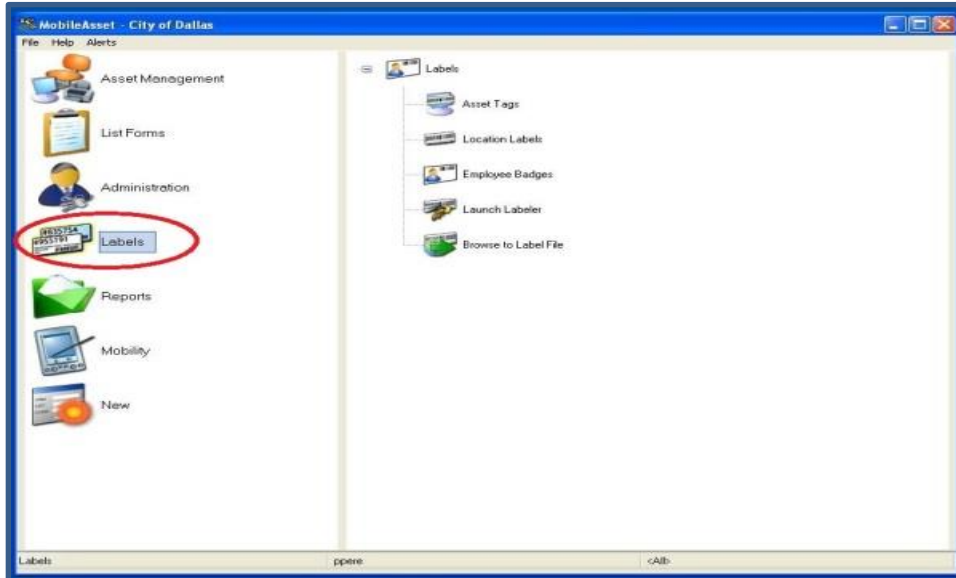 MobileAsset - City of Dallas
File Help Alerts
Asset Management
List Forms
Administration
Labels
Reports
Mobility
New
Labels
Asset Tags
Location Labels
Employee Badges
Launch Labeler
Browse to Label File
Labels ppere <All>